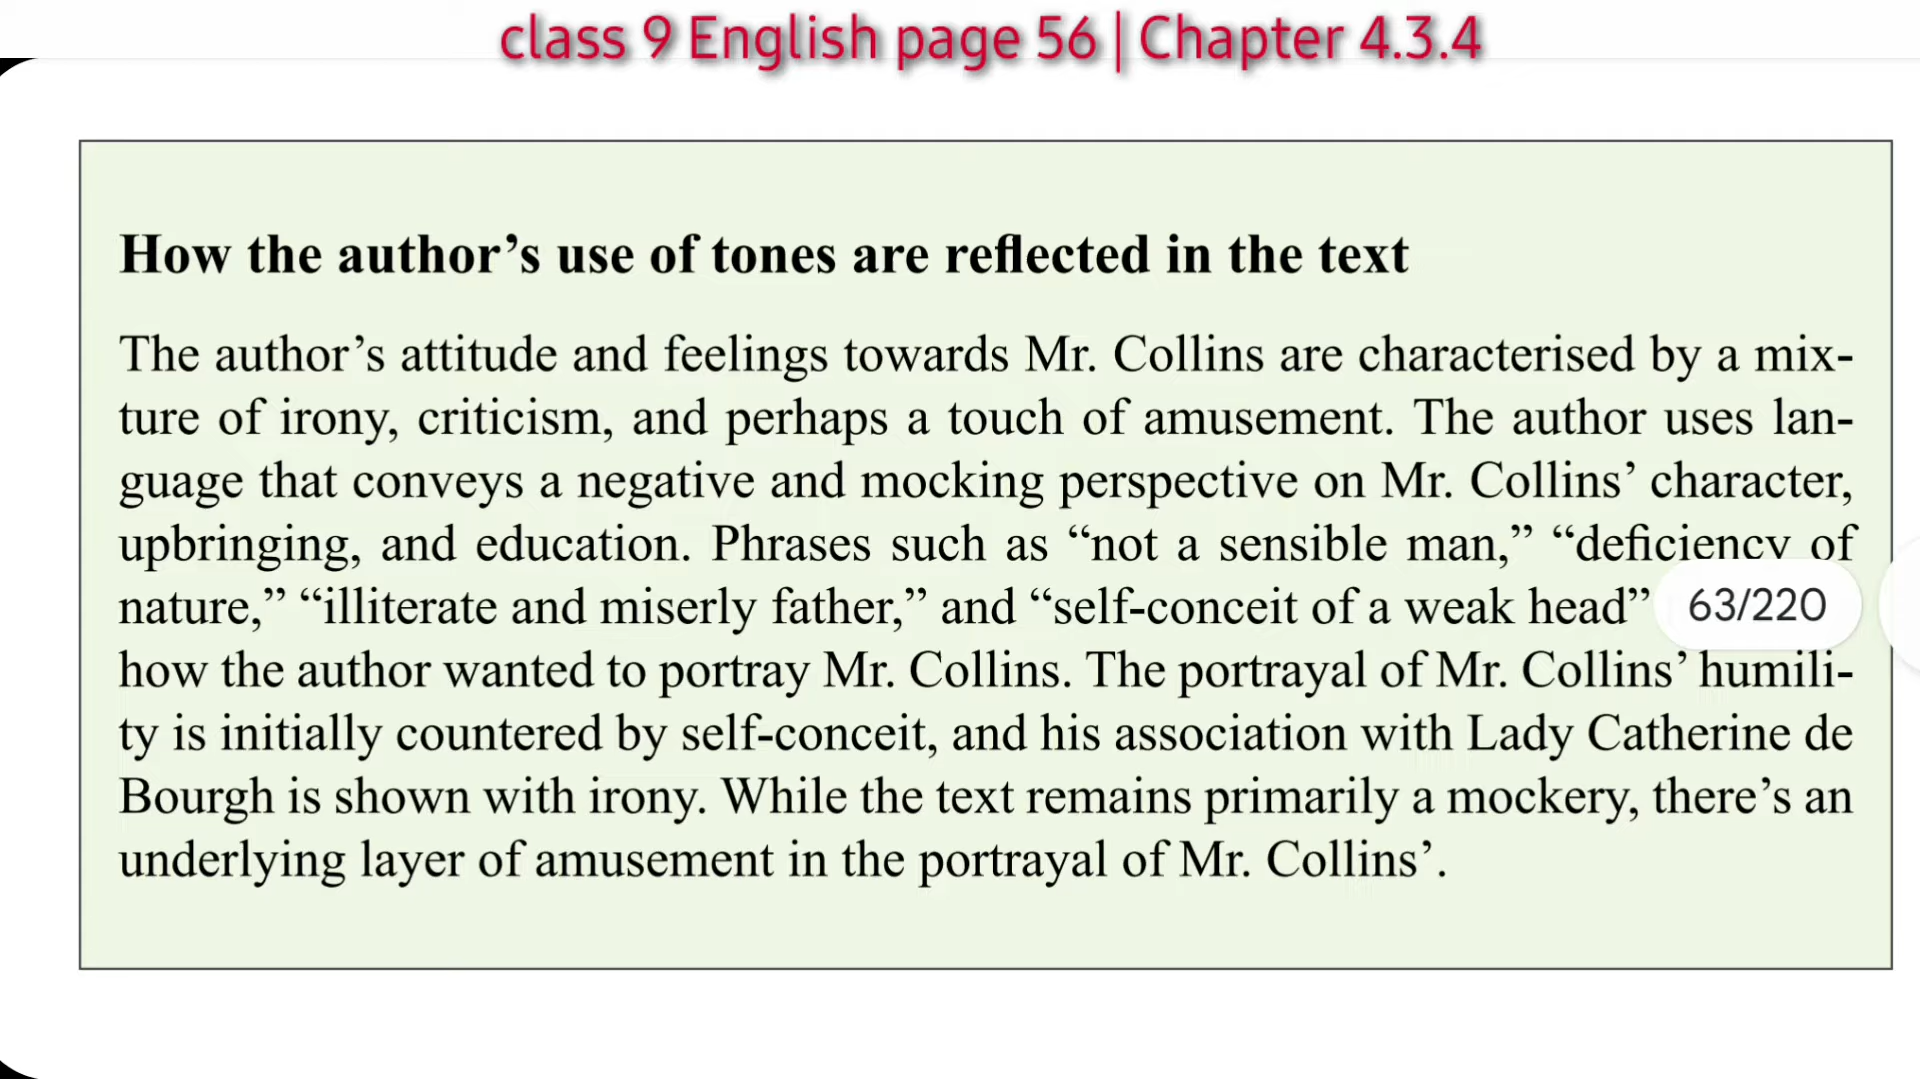 class 9 English page 56 | Chapter 4.3.4
How the author’s use of tones are reflected in the text
The author’s attitude and feelings towards Mr. Collins are characterised by a mix-
ture of irony, criticism, and perhaps a touch of amusement. The author uses lan-
guage that conveys a negative and mocking perspective on Mr. Collins’ character,
upbringing, and education. Phrases such as “not a sensible man,” “deficiency of
nature,” “illiterate and miserly father,” and “self-conceit of a weak head”
63/220
how the author wanted to portray Mr. Collins. The portrayal of Mr. Collins’ humili-
ty is initially countered by self-conceit, and his association with Lady Catherine de
Bourgh is shown with irony. While the text remains primarily a mockery, there’s an
underlying layer of amusement in the portrayal of Mr. Collins’.